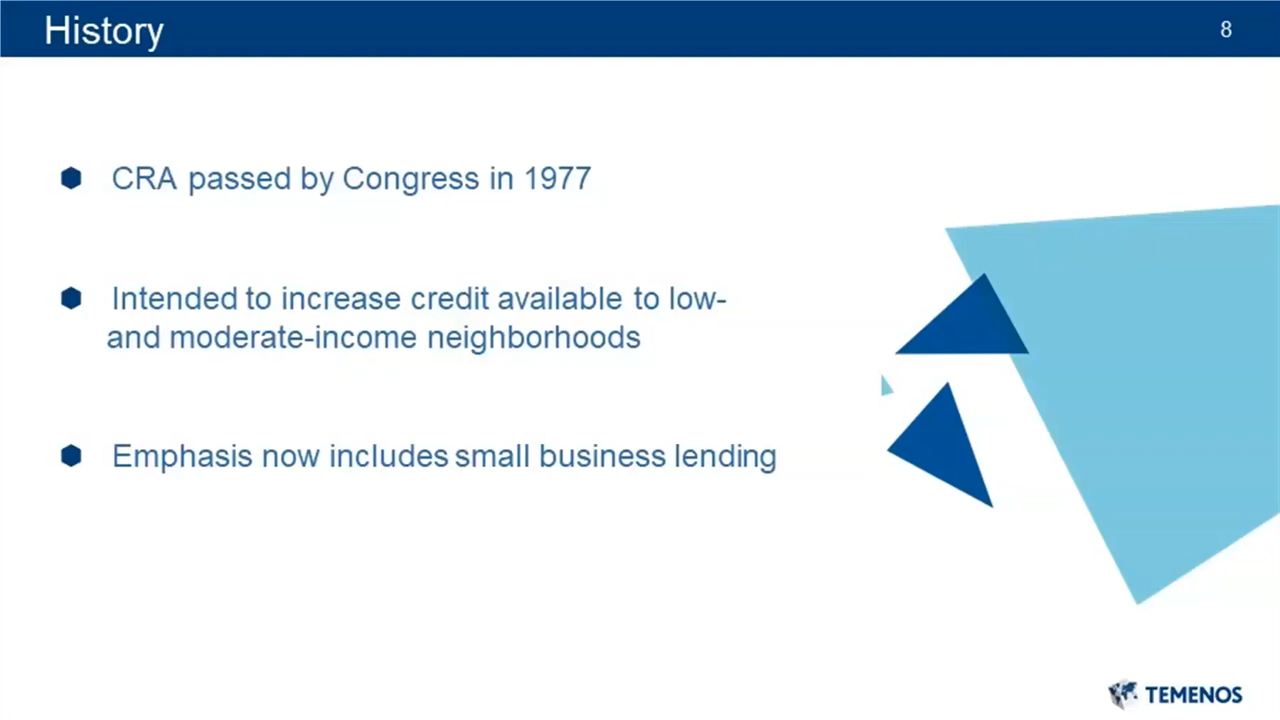 History
8
CRA passed by Congress in 1977
Intended to increase credit available to low-
and moderate-income neighborhoods
Emphasis now includes small business lending
TEMENOS